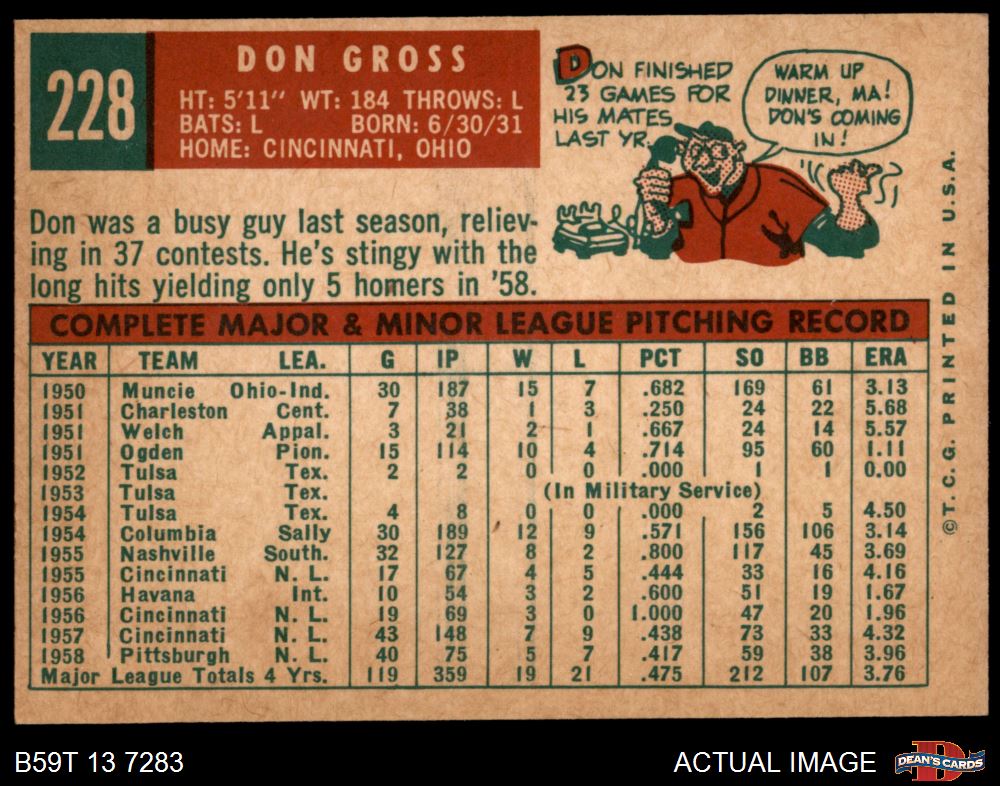 228
DON GROSS
HT: 5'11" WT: 184 THROWS: L
BATS: L BORN: 6/30/31
HOME: CINCINNATI, OHIO
DON FINISHED
23 GAMES FOR
HIS MATES
LAST YR.
WARM UP
DINNER, MA!
DON'S COMING
IN!
Don was a busy guy last season, reliev-
ing in 37 contests. He's stingy with the
long hits yielding only 5 homers in '58.
COMPLETE MAJOR & MINOR LEAGUE PITCHING RECORD
YEAR TEAM LEA. G IP W L PCT SO BB ERA
1950 Muncie Ohio-Ind. 30 187 15 7 .682 169 61 3.13
1951 Charleston Cent. 7 38 1 3 .250 24 22 5.68
1951 Welch Appal. 3 21 2 1 .667 24 14 5.57
1951 Ogden Pion. 15 114 10 4 .714 95 60 1.11
1952 Tulsa Tex. 2 2 0 0 .000 1 1 0.00
1953 Tulsa Tex. (In Military Service)
1954 Tulsa Tex. 4 8 0 0 .000 2 5 4.50
1954 Columbia Sally 30 189 12 9 .571 156 106 3.14
1955 Nashville South. 32 127 8 2 .800 117 45 3.69
1955 Cincinnati N. L. 17 67 4 5 .444 33 16 4.16
1956 Havana Int. 10 54 3 2 .600 51 19 1.67
1956 Cincinnati N. L. 19 69 3 0 1.000 47 20 1.96
1957 Cincinnati N. L. 43 148 7 9 .438 73 33 4.32
1958 Pittsburgh N. L. 40 75 5 7 .417 59 38 3.96
Major League Totals 4 Yrs. 119 359 19 21 .475 212 107 3.76
©T.C.G. PRINTED IN U.S.A.
B59T 13 7283
ACTUAL IMAGE
DEAN'S CARDS